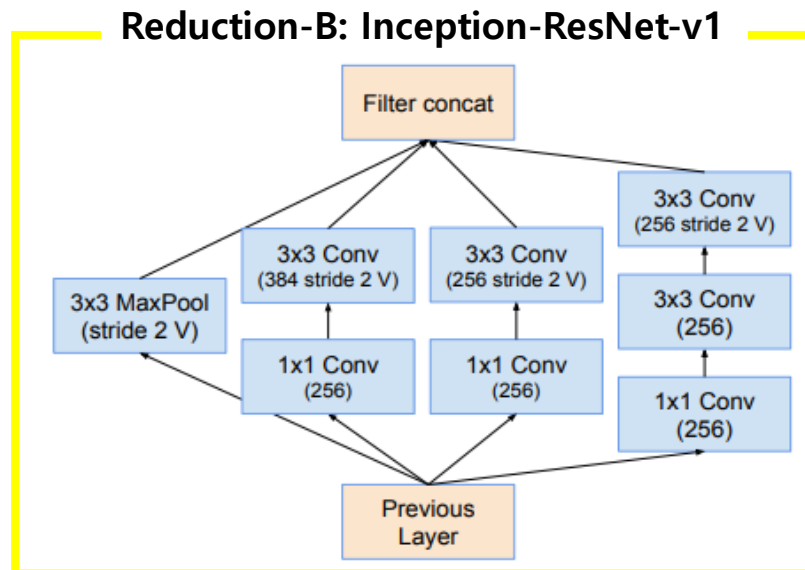 Reduction-B: Inception-ResNet-v1
Filter concat
3x3 Conv
(256 stride 2 V)
3x3 Conv
(384 stride 2 V)
3x3 Conv
(256 stride 2 V)
3x3 MaxPool
(stride 2 V)
3x3 Conv
(256)
1x1 Conv
(256)
1x1 Conv
(256)
1x1 Conv
(256)
Previous
Layer